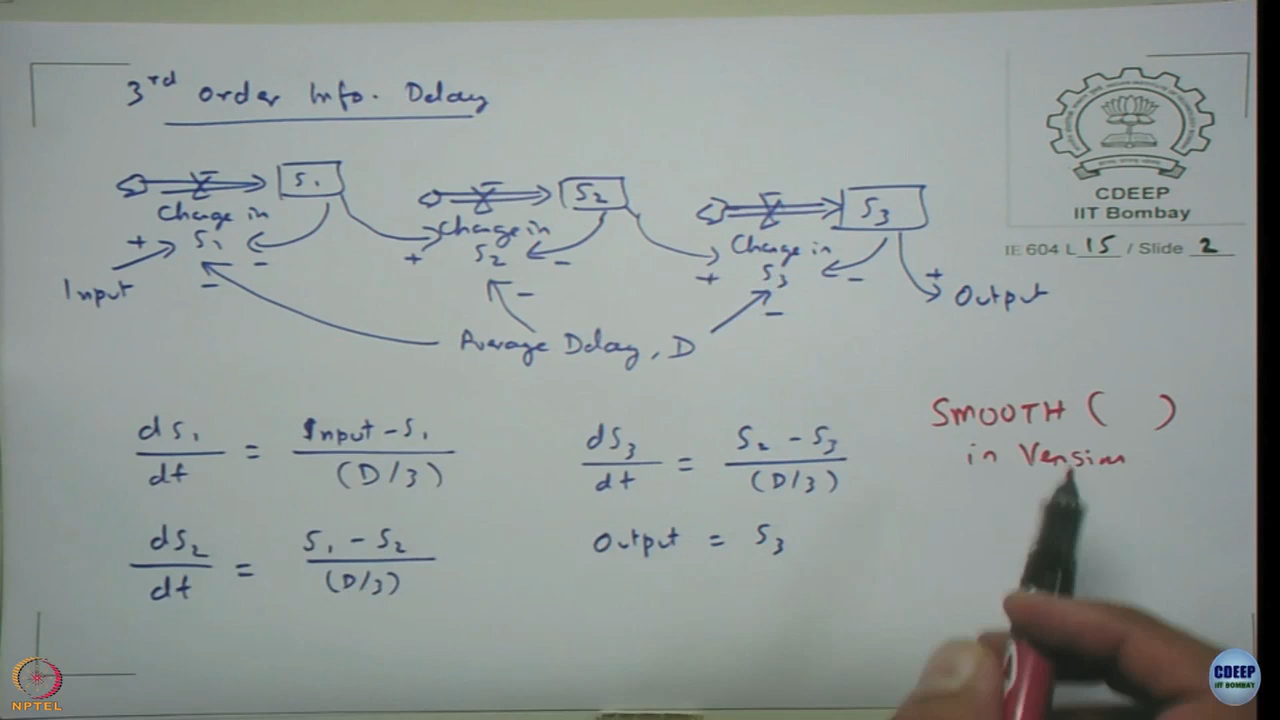 3rd Order Info. Delay
S1
S2
S3
Change in S1
Change in S2
Change in S3
+
-
-
+
-
-
+
-
-
+
Input
Output
Average Delay, D
dS1/dt = Input - S1/(D/3)
dS3/dt = S2 - S3/(D/3)
dS2/dt = S1 - S2/(D/3)
Output = S3
SMOOTH ( )
in Vensim
CDEEP
IIT Bombay
IE 604 L 15 / Slide 2
NPTEL
CDEEP
IIT BOMBAY